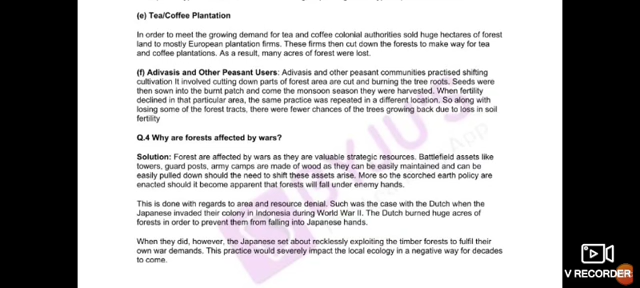 (e) Tea/Coffee Plantation
In order to meet the growing demand for tea and coffee colonial authorities sold huge hectares of forest
land to mostly European plantation firms. These firms then cut down the forests to make way for tea
and coffee plantations. As a result, many acres of forest were lost.
(f) Adivasis and Other Peasant Users: Adivasis and other peasant communities practised shifting
cultivation It involved cutting down parts of forest area are cut and burning the tree roots. Seeds were
then sown into the burnt patch and come the monsoon season they were harvested. When fertility
declined in that particular area, the same practice was repeated in a different location. So along with
losing some of the forest tracts, there were fewer chances of the trees growing back due to loss in soil
fertility
Q.4 Why are forests affected by wars?
Solution: Forest are affected by wars as they are valuable strategic resources. Battlefield assets like
towers, guard posts, army camps are made of wood as they can be easily maintained and can be
easily pulled down should the need to shift these assets arise. More so the scorched earth policy are
enacted should it become apparent that forests will fall under enemy hands.
This is done with regards to area and resource denial. Such was the case with the Dutch when the
Japanese invaded their colony in Indonesia during World War II. The Dutch burned huge acres of
forests in order to prevent them from falling into Japanese hands.
When they did, however, the Japanese set about recklessly exploiting the timber forests to fulfil their
own war demands. This practice would severely impact the local ecology in a negative way for decades
to come.
BYJU'S
App
V RECORDER